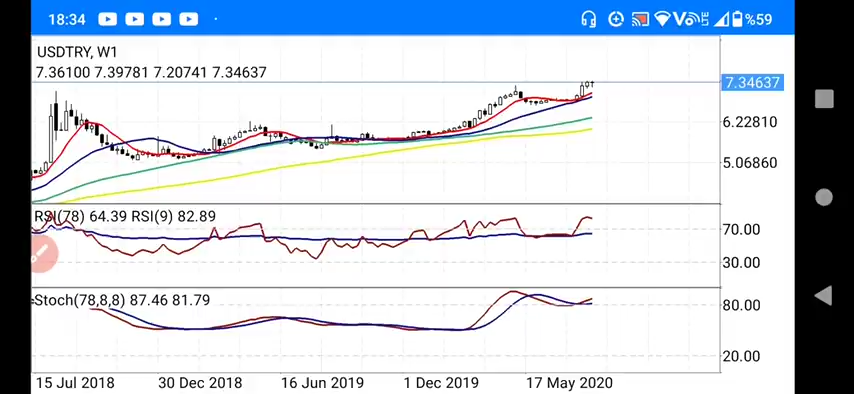 18:34
LTE
%59
USDTRY, W1
7.36100 7.39781 7.20741 7.34637
7.34637
6.22810
5.06860
RSI(78) 64.39 RSI(9) 82.89
70.00
30.00
Stoch(78,8,8) 87.46 81.79
80.00
20.00
15 Jul 2018 30 Dec 2018 16 Jun 2019 1 Dec 2019 17 May 2020